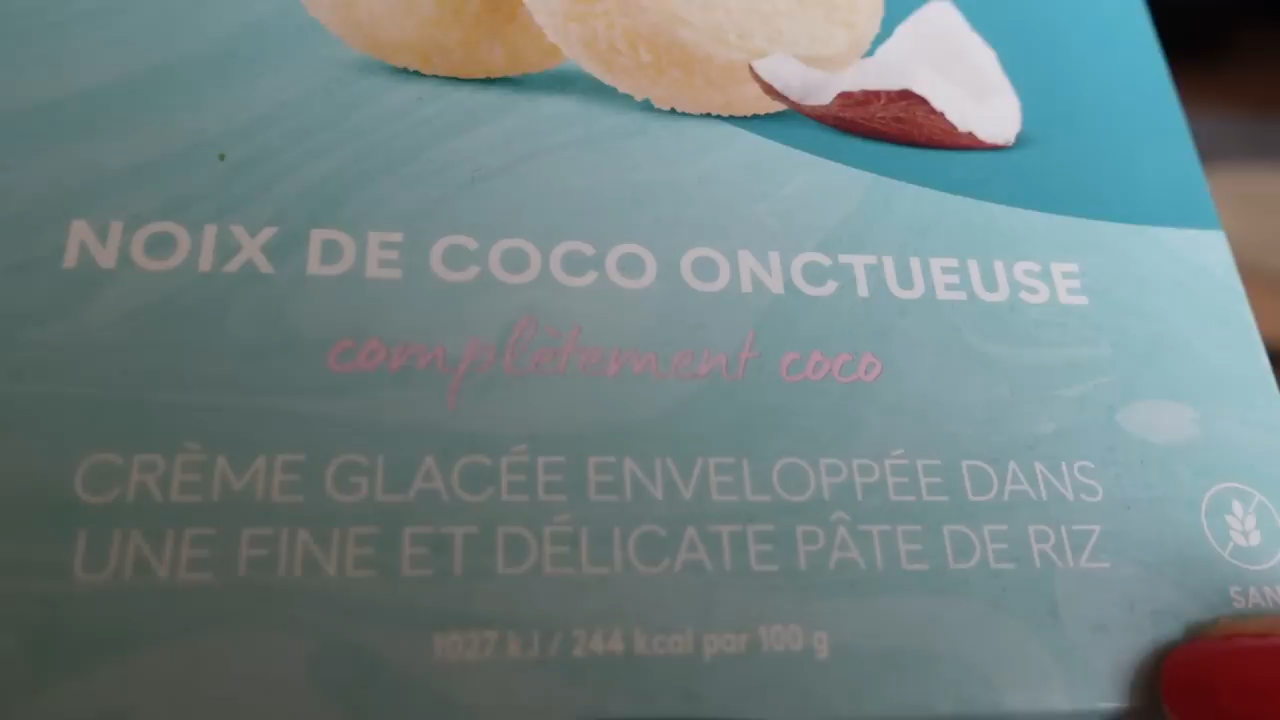 NOIX DE COCO ONCTUEUSE
complètement coco
CRÈME GLACÉE ENVELOPPÉE DANS
UNE FINE ET DÉLICATE PÂTE DE RIZ
1027 kJ / 244 kcal par 100 g